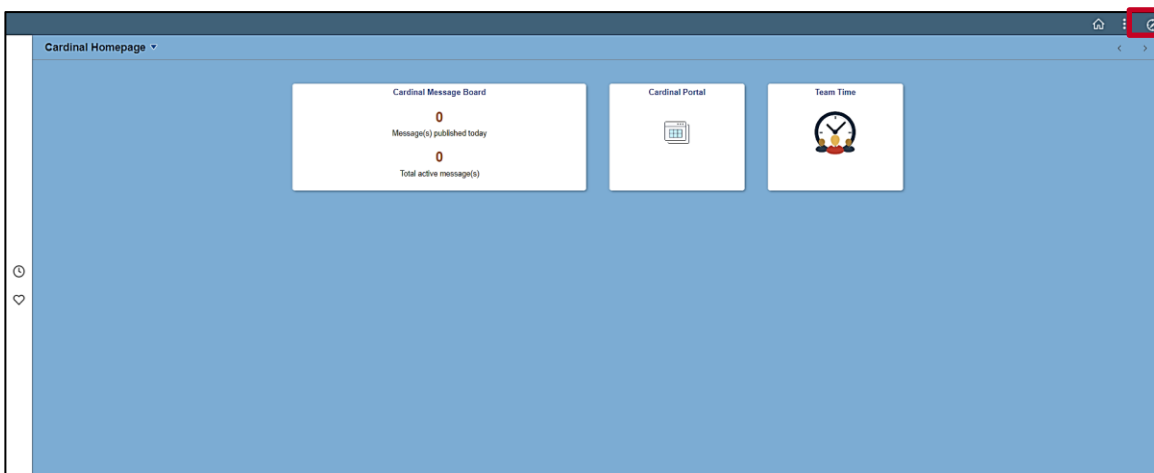 Cardinal Homepage
Cardinal Message Board
0
Message(s) published today
0
Total active message(s)
Cardinal Portal
Team Time